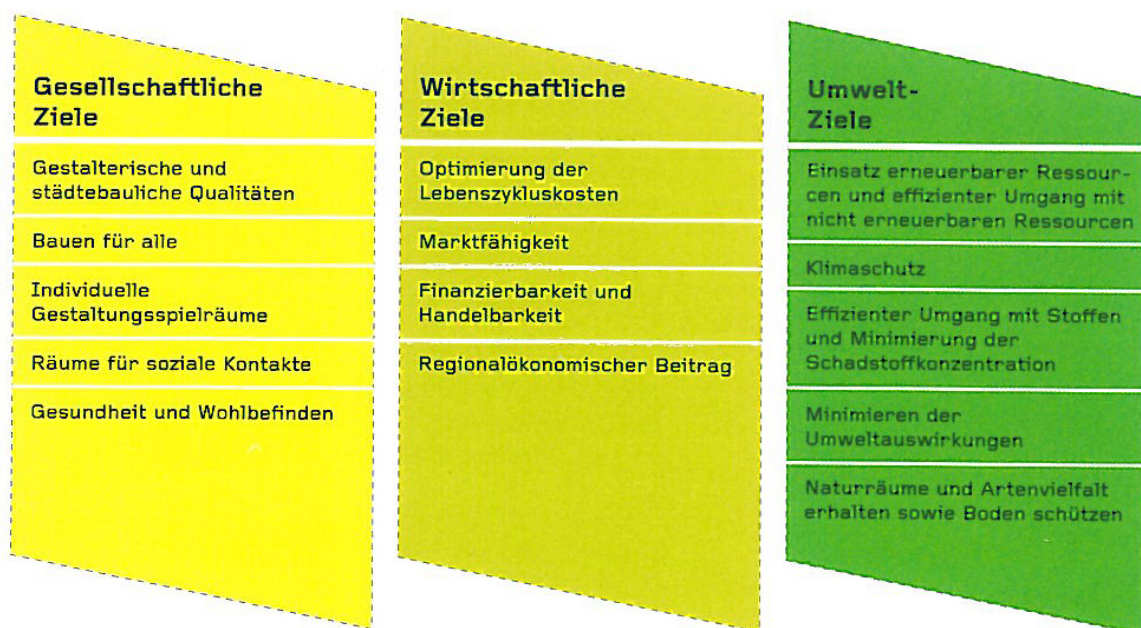 Gesellschaftliche
Ziele
Gestalterische und
städtebauliche Qualitäten
Bauen für alle
Individuelle
Gestaltungsspielräume
Räume für soziale Kontakte
Gesundheit und Wohlbefinden
Wirtschaftliche
Ziele
Optimierung der
Lebenszykluskosten
Marktfähigkeit
Finanzierbarkeit und
Handelbarkeit
Regionalökonomischer Beitrag
Umwelt-
Ziele
Einsatz erneuerbarer Ressour-
cen und effizienter Umgang mit
nicht erneuerbaren Ressourcen
Klimaschutz
Effizienter Umgang mit Stoffen
und Minimierung der
Schadstoffkonzentration
Minimieren der
Umweltauswirkungen
Naturräume und Artenvielfalt
erhalten sowie Boden schützen